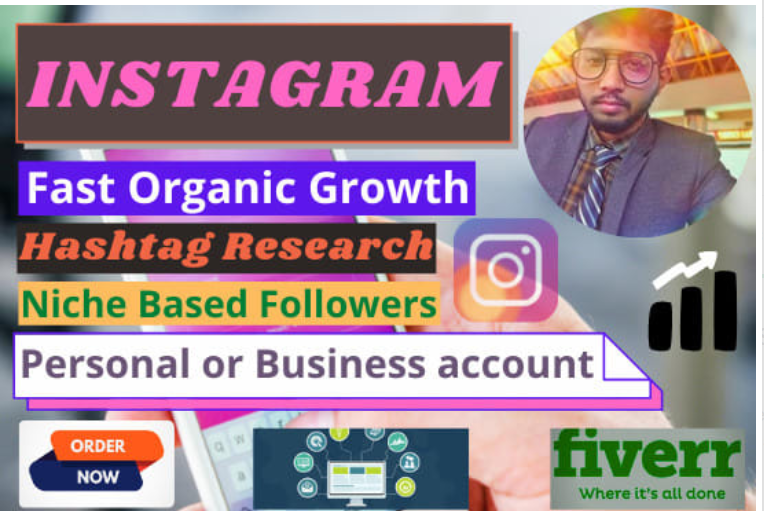 INSTAGRAM
Fast Organic Growth
Hashtag Research
Niche Based Followers
Personal or Business account
ORDER
NOW
fiverr
Where it's all done